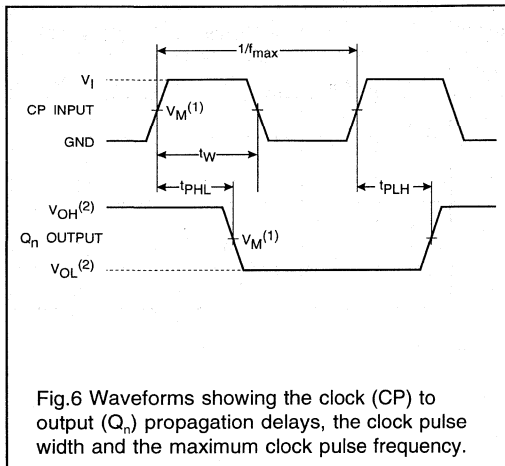 1/fmax
VI
CP INPUT
VM(1)
GND
tW
tPHL
tPLH
VOH(2)
VM(1)
Qn OUTPUT
VOL(2)
Fig.6 Waveforms showing the clock (CP) to
output (Qn) propagation delays, the clock pulse
width and the maximum clock pulse frequency.